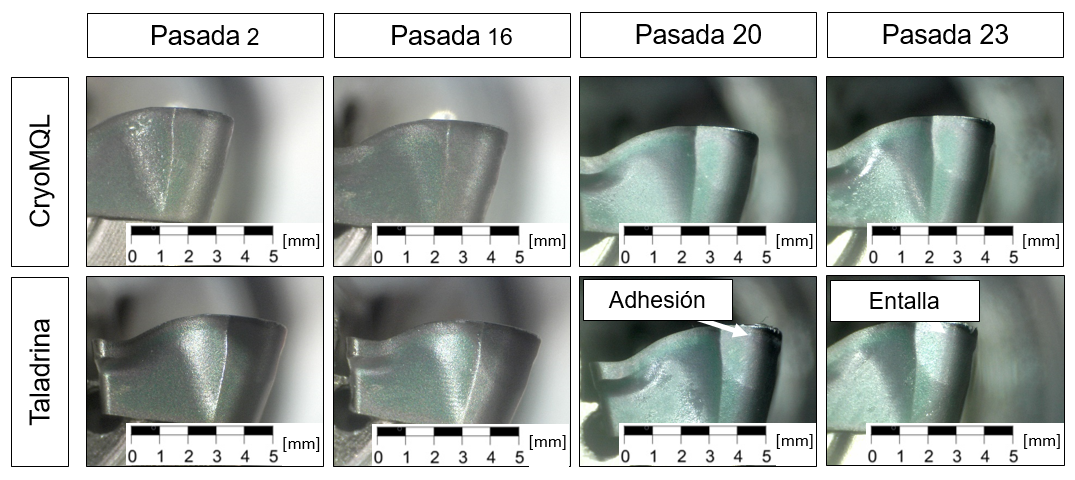 Pasada 2
Pasada 16
Pasada 20
Pasada 23
CryoMQL
[mm]
0 1 2 3 4 5
[mm]
0 1 2 3 4 5
[mm]
0 1 2 3 4 5
[mm]
0 1 2 3 4 5
Taladrina
Adhesión
Entalla
[mm]
0 1 2 3 4 5
[mm]
0 1 2 3 4 5
[mm]
0 1 2 3 4 5
[mm]
0 1 2 3 4 5